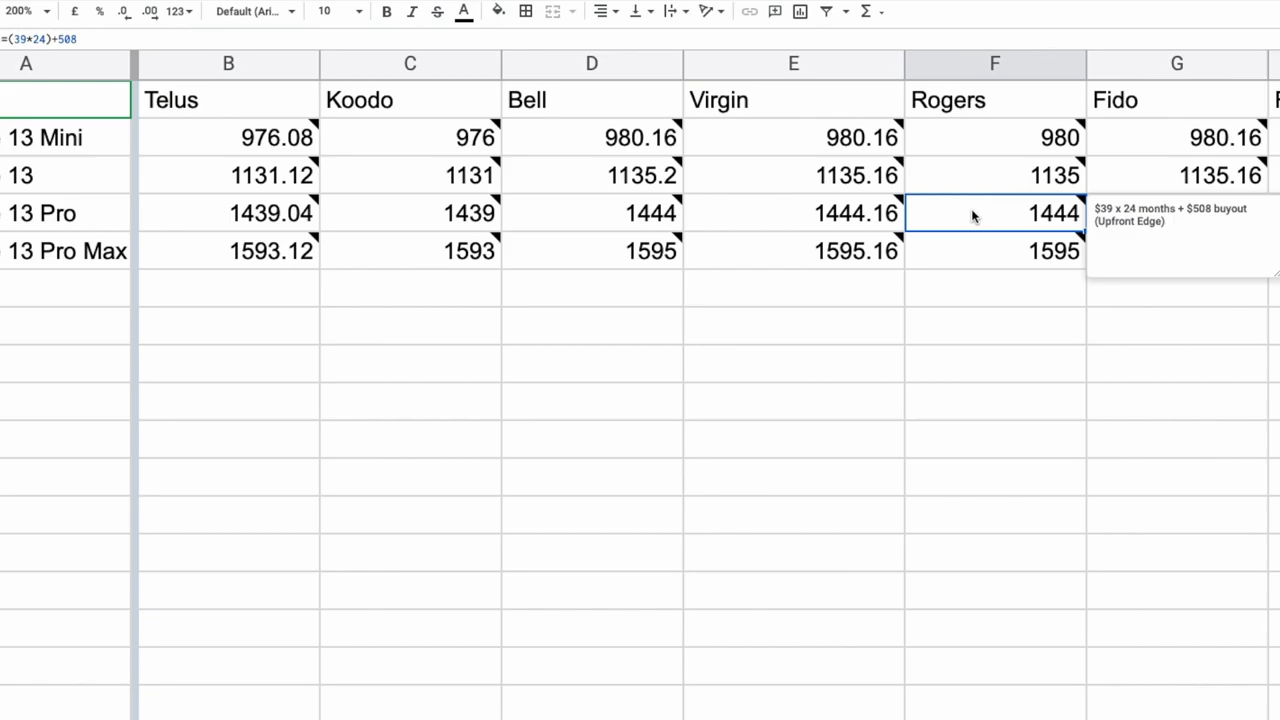 200% £ % .0 .00 123 Default (Ari... 10 B I S A Σ
=(39*24)+508
A B C D E F G
Telus Koodo Bell Virgin Rogers Fido
13 Mini 976.08 976 980.16 980.16 980 980.16
13 1131.12 1131 1135.2 1135.16 1135 1135.16
13 Pro 1439.04 1439 1444 1444.16 1444
$39 x 24 months + $508 buyout
(Upfront Edge)
13 Pro Max 1593.12 1593 1595 1595.16 1595